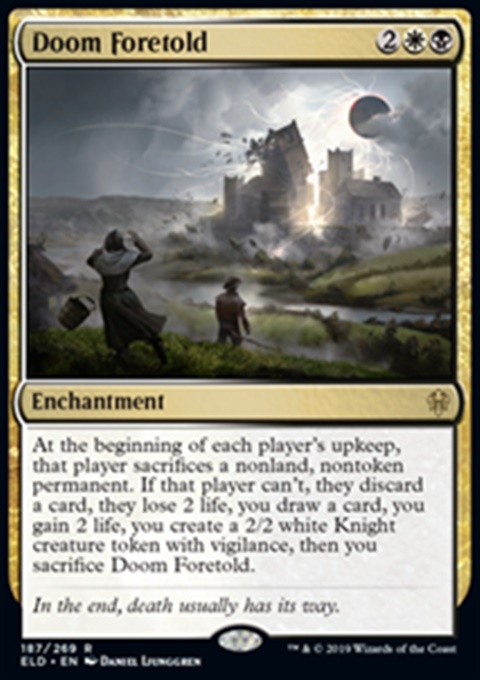 Doom Foretold 2
Enchantment
At the beginning of each player's upkeep,
that player sacrifices a nonland, nontoken
permanent. If that player can't, they discard
a card, they lose 2 life, you draw a card, you
gain 2 life, you create a 2/2 white Knight
creature token with vigilance, then you
sacrifice Doom Foretold.
In the end, death usually has its way.
187/269 R
ELD • EN Daniel Ljunggren ™ & © 2019 Wizards of the Coast